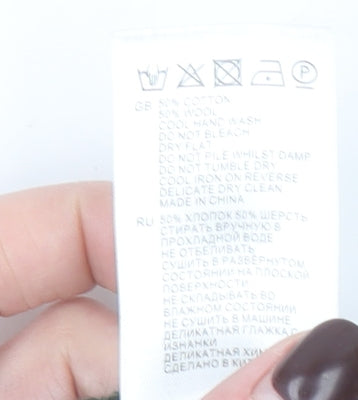 GB 50% COTTON
50% WOOL
COOL HAND WASH
DO NOT BLEACH
DRY FLAT
DO NOT PILE WHILST DAMP
DO NOT TUMBLE DRY
COOL IRON ON REVERSE
DELICATE DRY CLEAN
MADE IN CHINA
RU 50% ХЛОПОК 50% ШЕРСТЬ
СТИРАТЬ ВРУЧНУЮ В
ПРОХЛАДНОЙ ВОДЕ
НЕ ОТБЕЛИВАТЬ
СУШИТЬ В РАЗВЕРНУТОМ
СОСТОЯНИИ НА ПЛОСКОЙ
ПОВЕРХНОСТИ
НЕ СКЛАДЫВАТЬ ВО
ВЛАЖНОМ СОСТОЯНИИ
НЕ СУШИТЬ В МАШИНЕ
ДЕЛИКАТНАЯ ГЛАЖКА С
ИЗНАНКИ
ДЕЛИКАТНАЯ ХИМ
СДЕЛАНО В КИТ